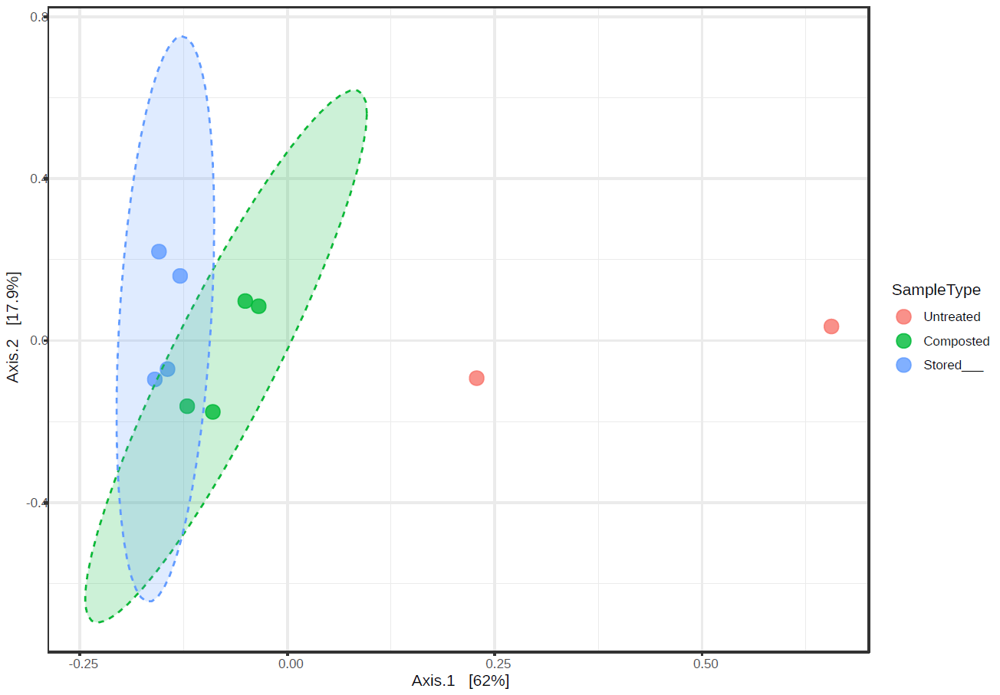 0.8
0.4
0.0
-0.4
Axis.2 [17.9%]
-0.25
0.00
0.25
0.50
Axis.1 [62%]
SampleType
Untreated
Composted
Stored___